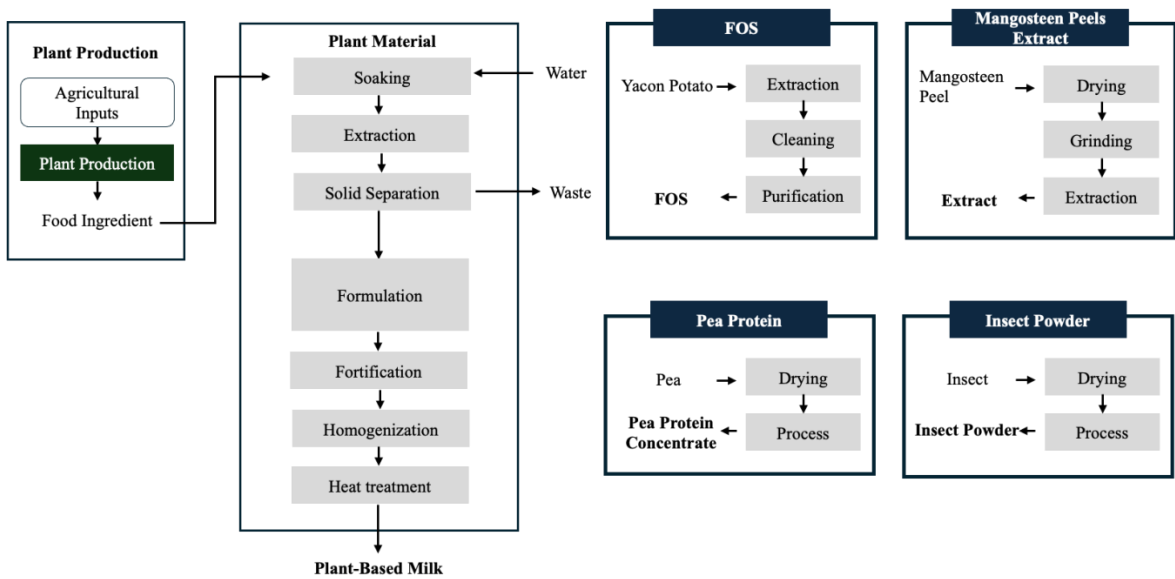 Plant Production
Agricultural
Inputs
Plant Production
Food Ingredient
Plant Material
Soaking
Water
Extraction
Solid Separation
Waste
Formulation
Fortification
Homogenization
Heat treatment
Plant-Based Milk
FOS
Yacon Potato
Extraction
Cleaning
FOS
Purification
Mangosteen Peels
Extract
Mangosteen
Peel
Drying
Grinding
Extract
Extraction
Pea Protein
Pea
Drying
Pea Protein
Concentrate
Process
Insect Powder
Insect
Drying
Insect Powder
Process